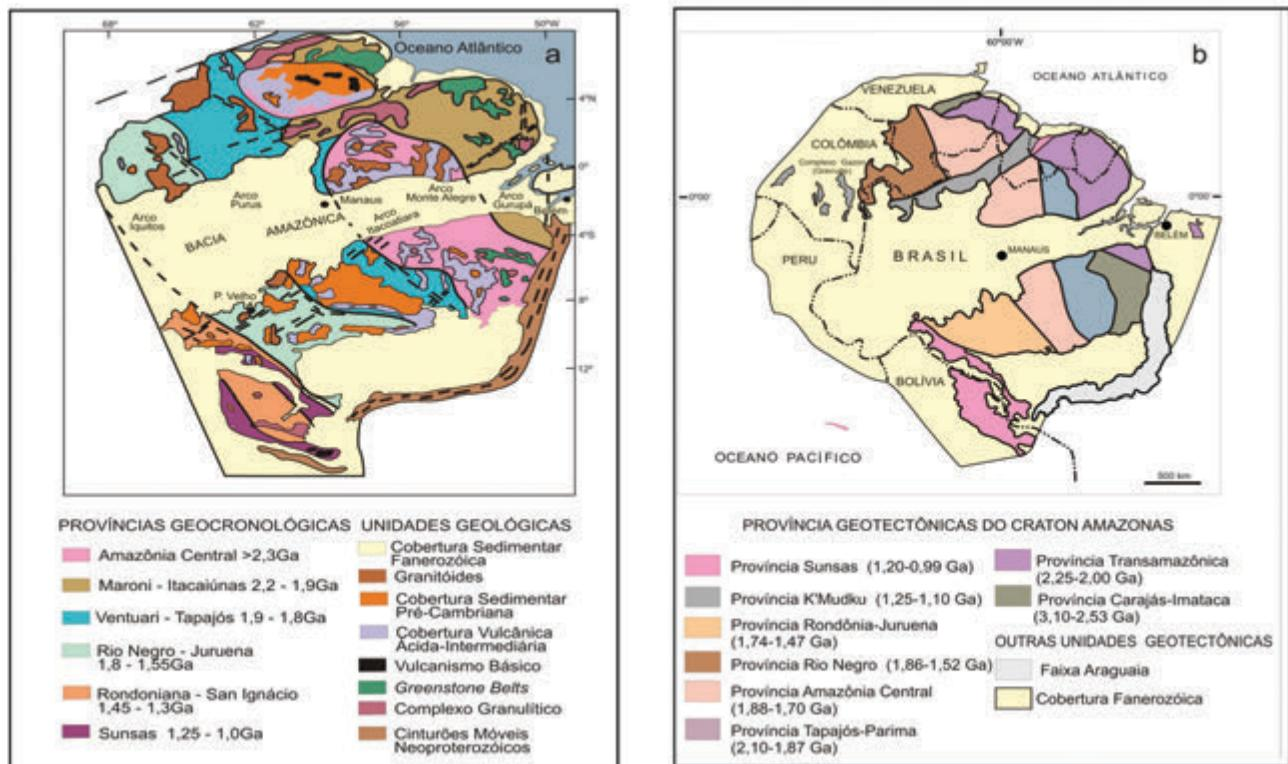 68°
62°
56°
50°
Oceano Atlântico
a
4°N
0°
Arco
Iquitos
Arco
Purus
Manaus
Arco
Monte Alegre
Arco
Gurupá
Belém
BACIA
AMAZÔNICA
Arco
Itacoatiara
4°S
P. Velho
8°
12°
PROVÍNCIAS GEOCRONOLÓGICAS
Amazônia Central >2,3Ga
Maroni - Itacaiúnas 2,2 - 1,9Ga
Ventuari - Tapajós 1,9 - 1,8Ga
Rio Negro - Juruena
1,8 - 1,55Ga
Rondoniana - San Ignácio
1,45 - 1,3Ga
Sunsas 1,25 - 1,0Ga
UNIDADES GEOLÓGICAS
Cobertura Sedimentar
Fanerozóica
Granitóides
Cobertura Sedimentar
Pré-Cambriana
Cobertura Vulcânica
Ácida-Intermediária
Vulcanismo Básico
Greenstone Belts
Complexo Granulítico
Cinturões Móveis
Neoproterozóicos
60°00'W
b
OCEANO ATLÂNTICO
VENEZUELA
COLÔMBIA
Complexo Garzón
0°00'
0°00'
BELÉM
MANAUS
BRASIL
PERU
BOLÍVIA
OCEANO PACÍFICO
500 km
PROVÍNCIA GEOTECTÔNICAS DO CRATON AMAZONAS
Província Sunsas (1,20-0,99 Ga)
Província K'Mudku (1,25-1,10 Ga)
Província Rondônia-Juruena
(1,74-1,47 Ga)
Província Rio Negro (1,86-1,52 Ga)
Província Amazônia Central
(1,88-1,70 Ga)
Província Tapajós-Parima
(2,10-1,87 Ga)
Província Transamazônica
(2,25-2,00 Ga)
Província Carajás-Imataca
(3,10-2,53 Ga)
OUTRAS UNIDADES GEOTECTÔNICAS
Faixa Araguaia
Cobertura Fanerozóica